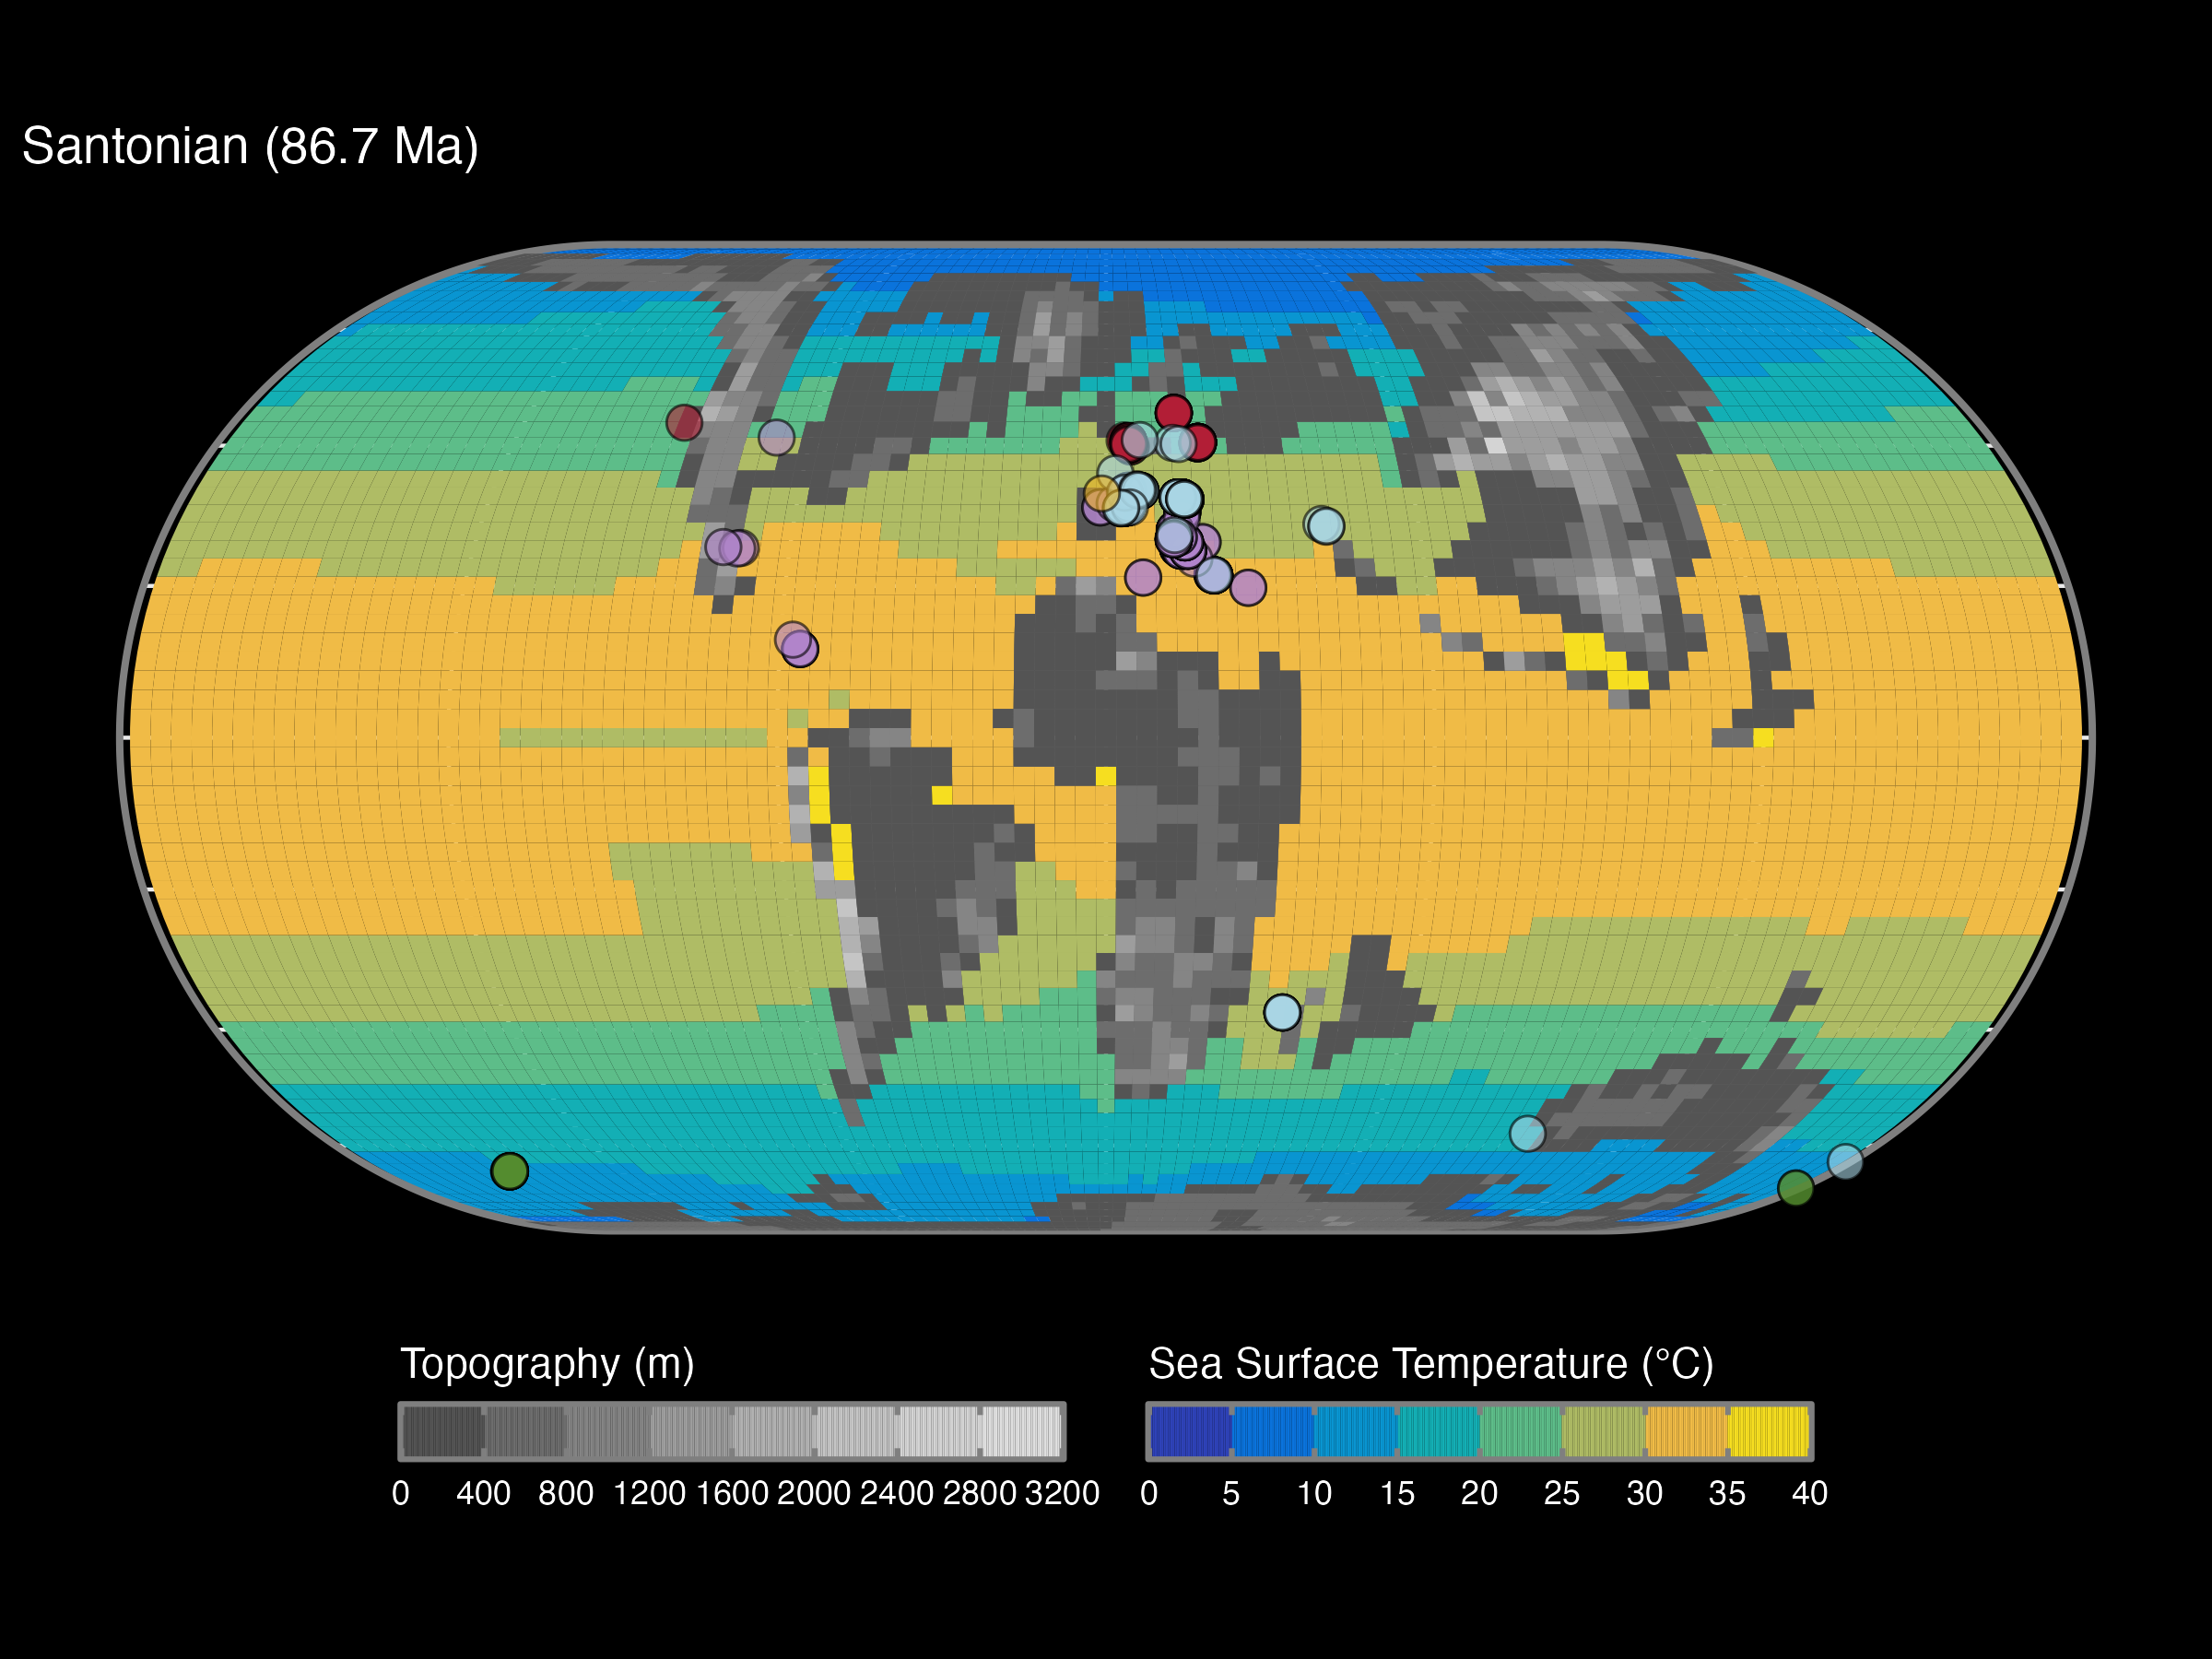 Santonian (86.7 Ma)
Topography (m)
0 400 800 1200 1600 2000 2400 2800 3200
Sea Surface Temperature (°C)
0 5 10 15 20 25 30 35 40